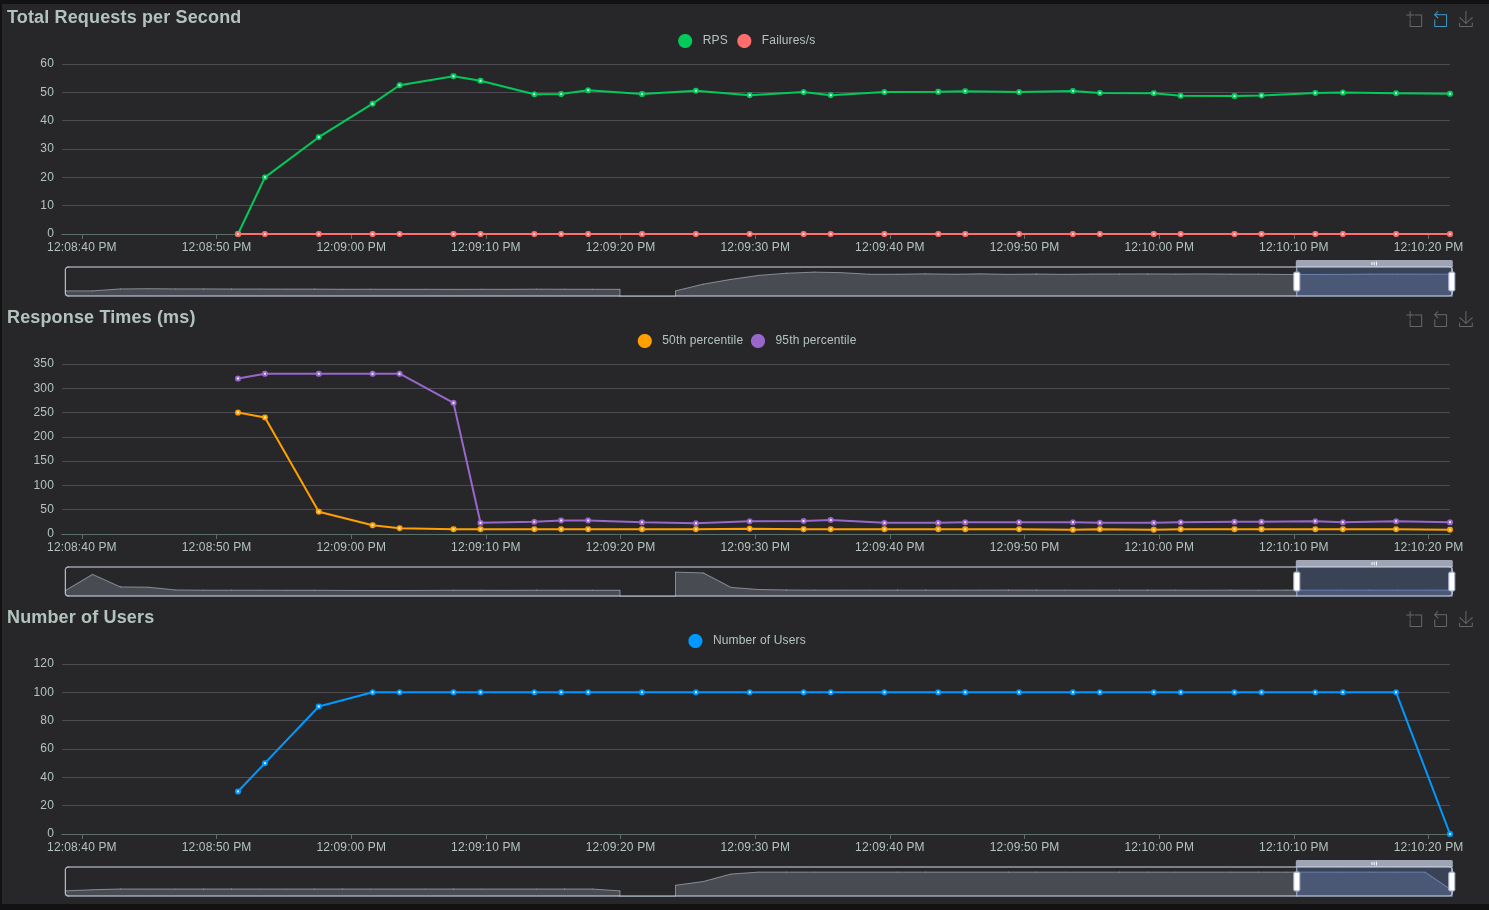 Total Requests per Second
RPS Failures/s
60
50
40
30
20
10
0
12:08:40 PM 12:08:50 PM 12:09:00 PM 12:09:10 PM 12:09:20 PM 12:09:30 PM 12:09:40 PM 12:09:50 PM 12:10:00 PM 12:10:10 PM 12:10:20 PM
Response Times (ms)
50th percentile 95th percentile
350
300
250
200
150
100
50
0
12:08:40 PM 12:08:50 PM 12:09:00 PM 12:09:10 PM 12:09:20 PM 12:09:30 PM 12:09:40 PM 12:09:50 PM 12:10:00 PM 12:10:10 PM 12:10:20 PM
Number of Users
Number of Users
120
100
80
60
40
20
0
12:08:40 PM 12:08:50 PM 12:09:00 PM 12:09:10 PM 12:09:20 PM 12:09:30 PM 12:09:40 PM 12:09:50 PM 12:10:00 PM 12:10:10 PM 12:10:20 PM